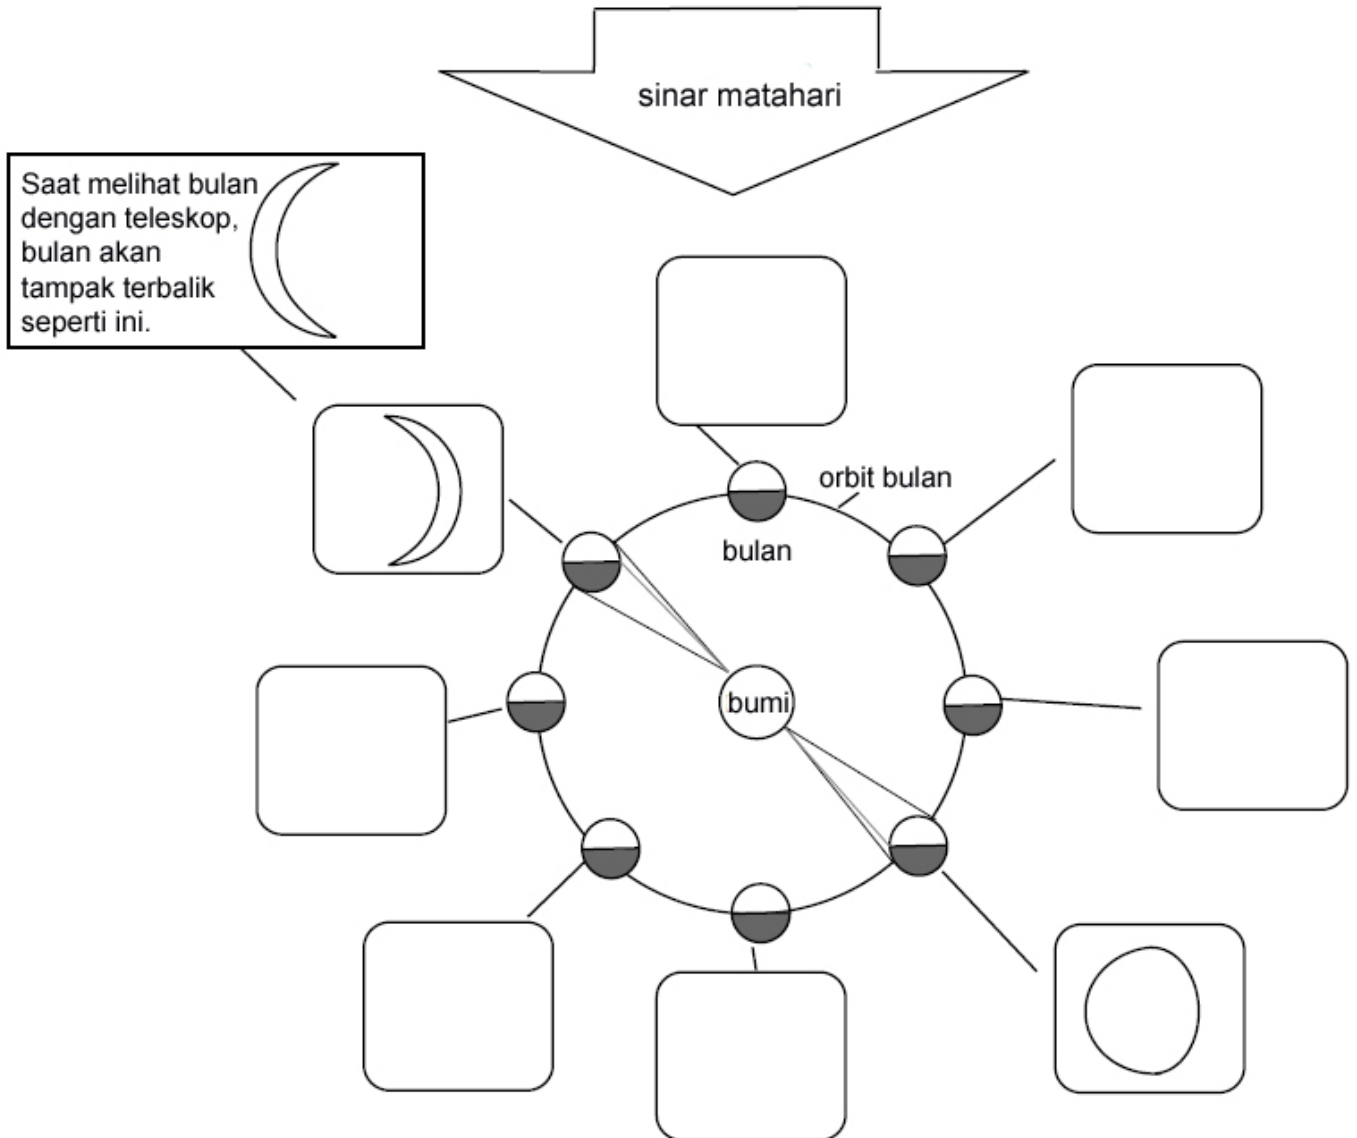 sinar matahari
Saat melihat bulan
dengan teleskop,
bulan akan
tampak terbalik
seperti ini.
orbit bulan
bulan
bumi